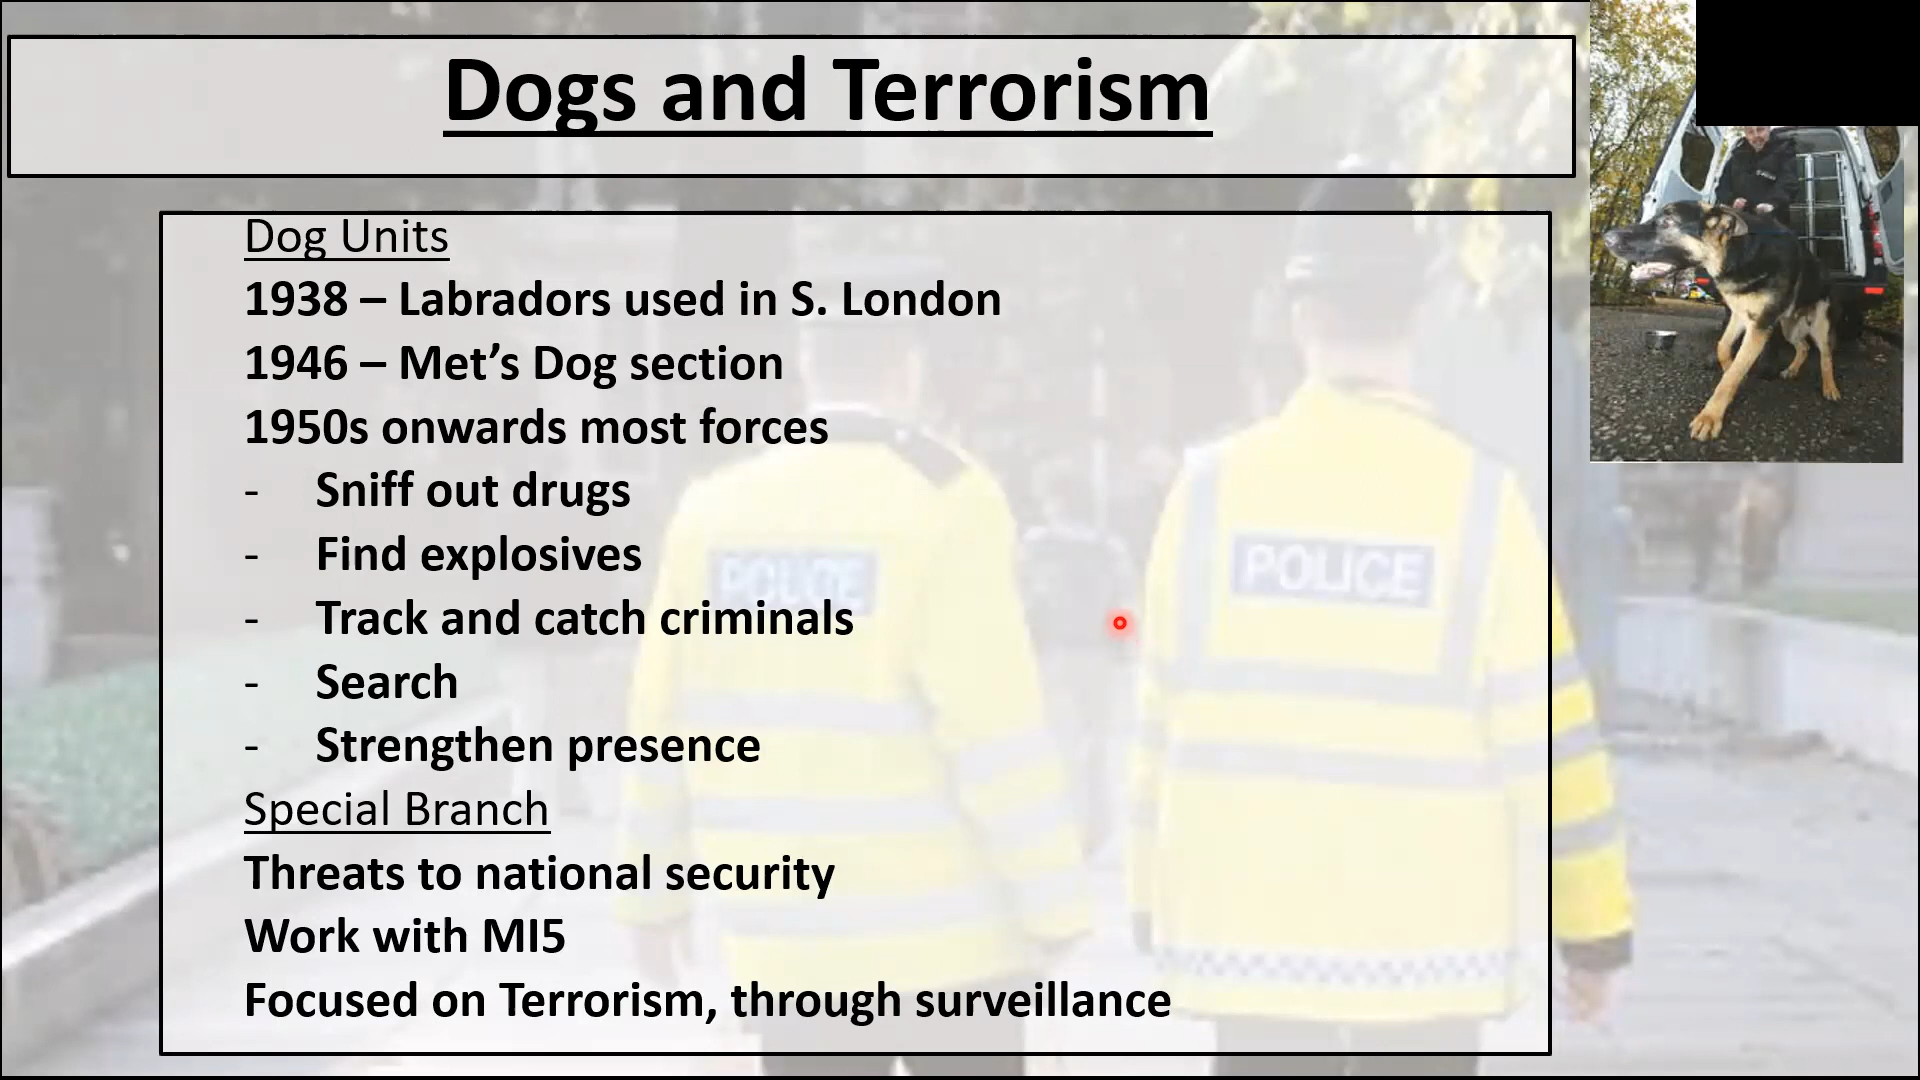 Dogs and Terrorism
Dog Units
1938 – Labradors used in S. London
1946 – Met’s Dog section
1950s onwards most forces
- Sniff out drugs
- Find explosives
- Track and catch criminals
- Search
- Strengthen presence
Special Branch
Threats to national security
Work with MI5
Focused on Terrorism, through surveillance
POLICE
POLICE